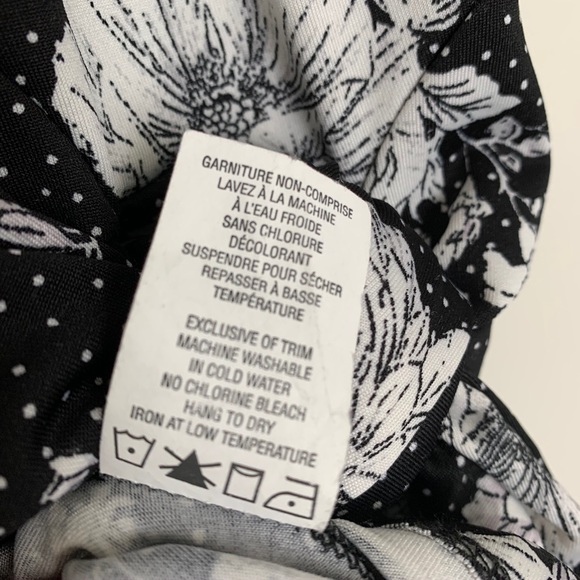 GARNITURE NON-COMPRISE
LAVEZ À LA MACHINE
À L'EAU FROIDE
SANS CHLORURE
DÉCOLORANT
SUSPENDRE POUR SÉCHER
REPASSER À BASSE
TEMPÉRATURE
EXCLUSIVE OF TRIM
MACHINE WASHABLE
IN COLD WATER
NO CHLORINE BLEACH
HANG TO DRY
IRON AT LOW TEMPERATURE